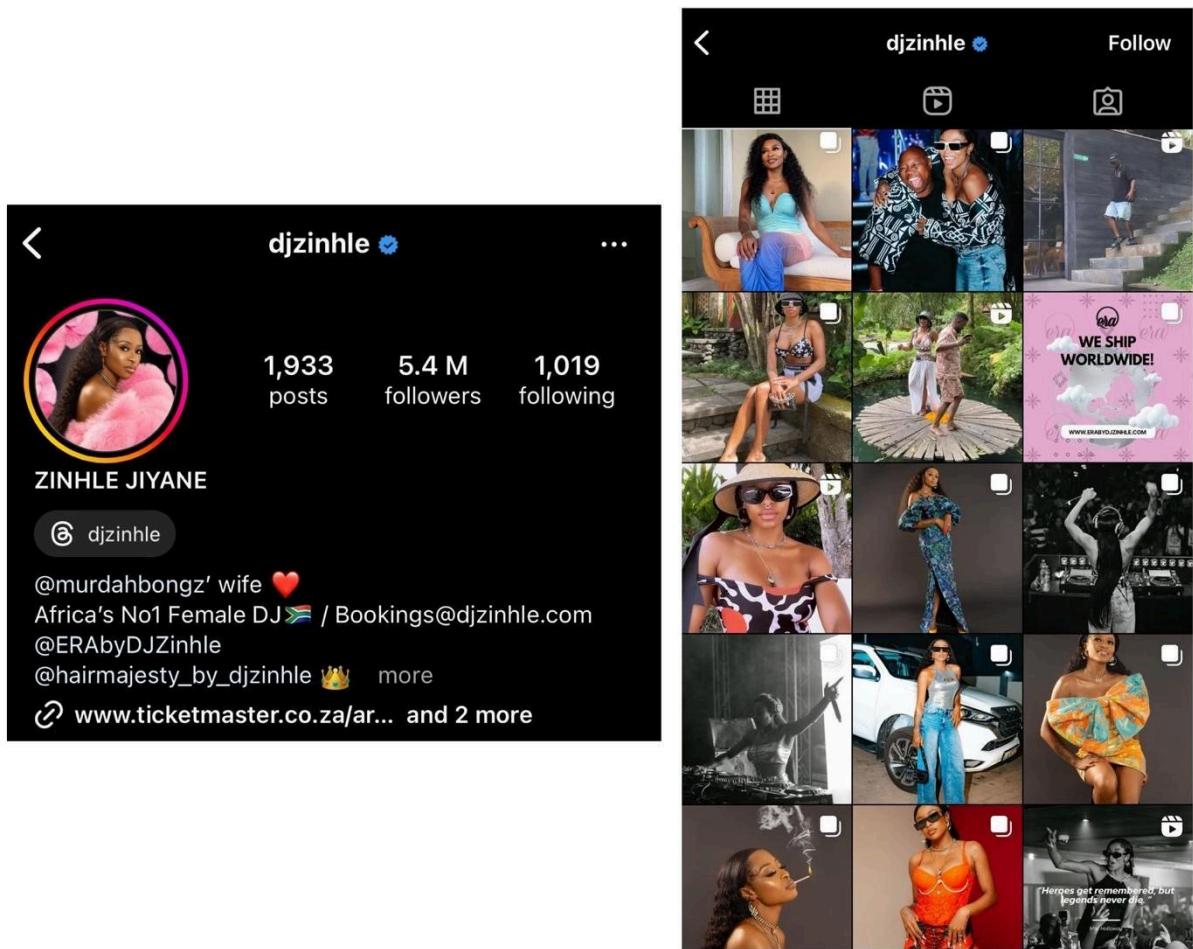 djzinhle
1,933
posts
5.4 M
followers
1,019
following
ZINHLE JIYANE
djzinhle
@murdahbongz’ wife ❤️
Africa’s No1 Female DJ🇿🇦 / Bookings@djzinhle.com
@ERAbyDJZinhle
@hairmajesty_by_djzinhle 👑 more
www.ticketmaster.co.za/ar... and 2 more
djzinhle
Follow
era
WE SHIP
WORLDWIDE!
WWW.ERABYDJZINHLE.COM
"Heroes get remembered, but
legends never die."